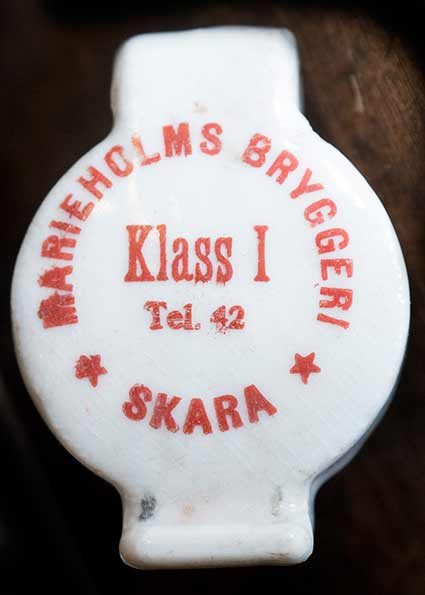 MARIEHOLMS BRYGGERI
Klass I
Tel. 42
SKARA